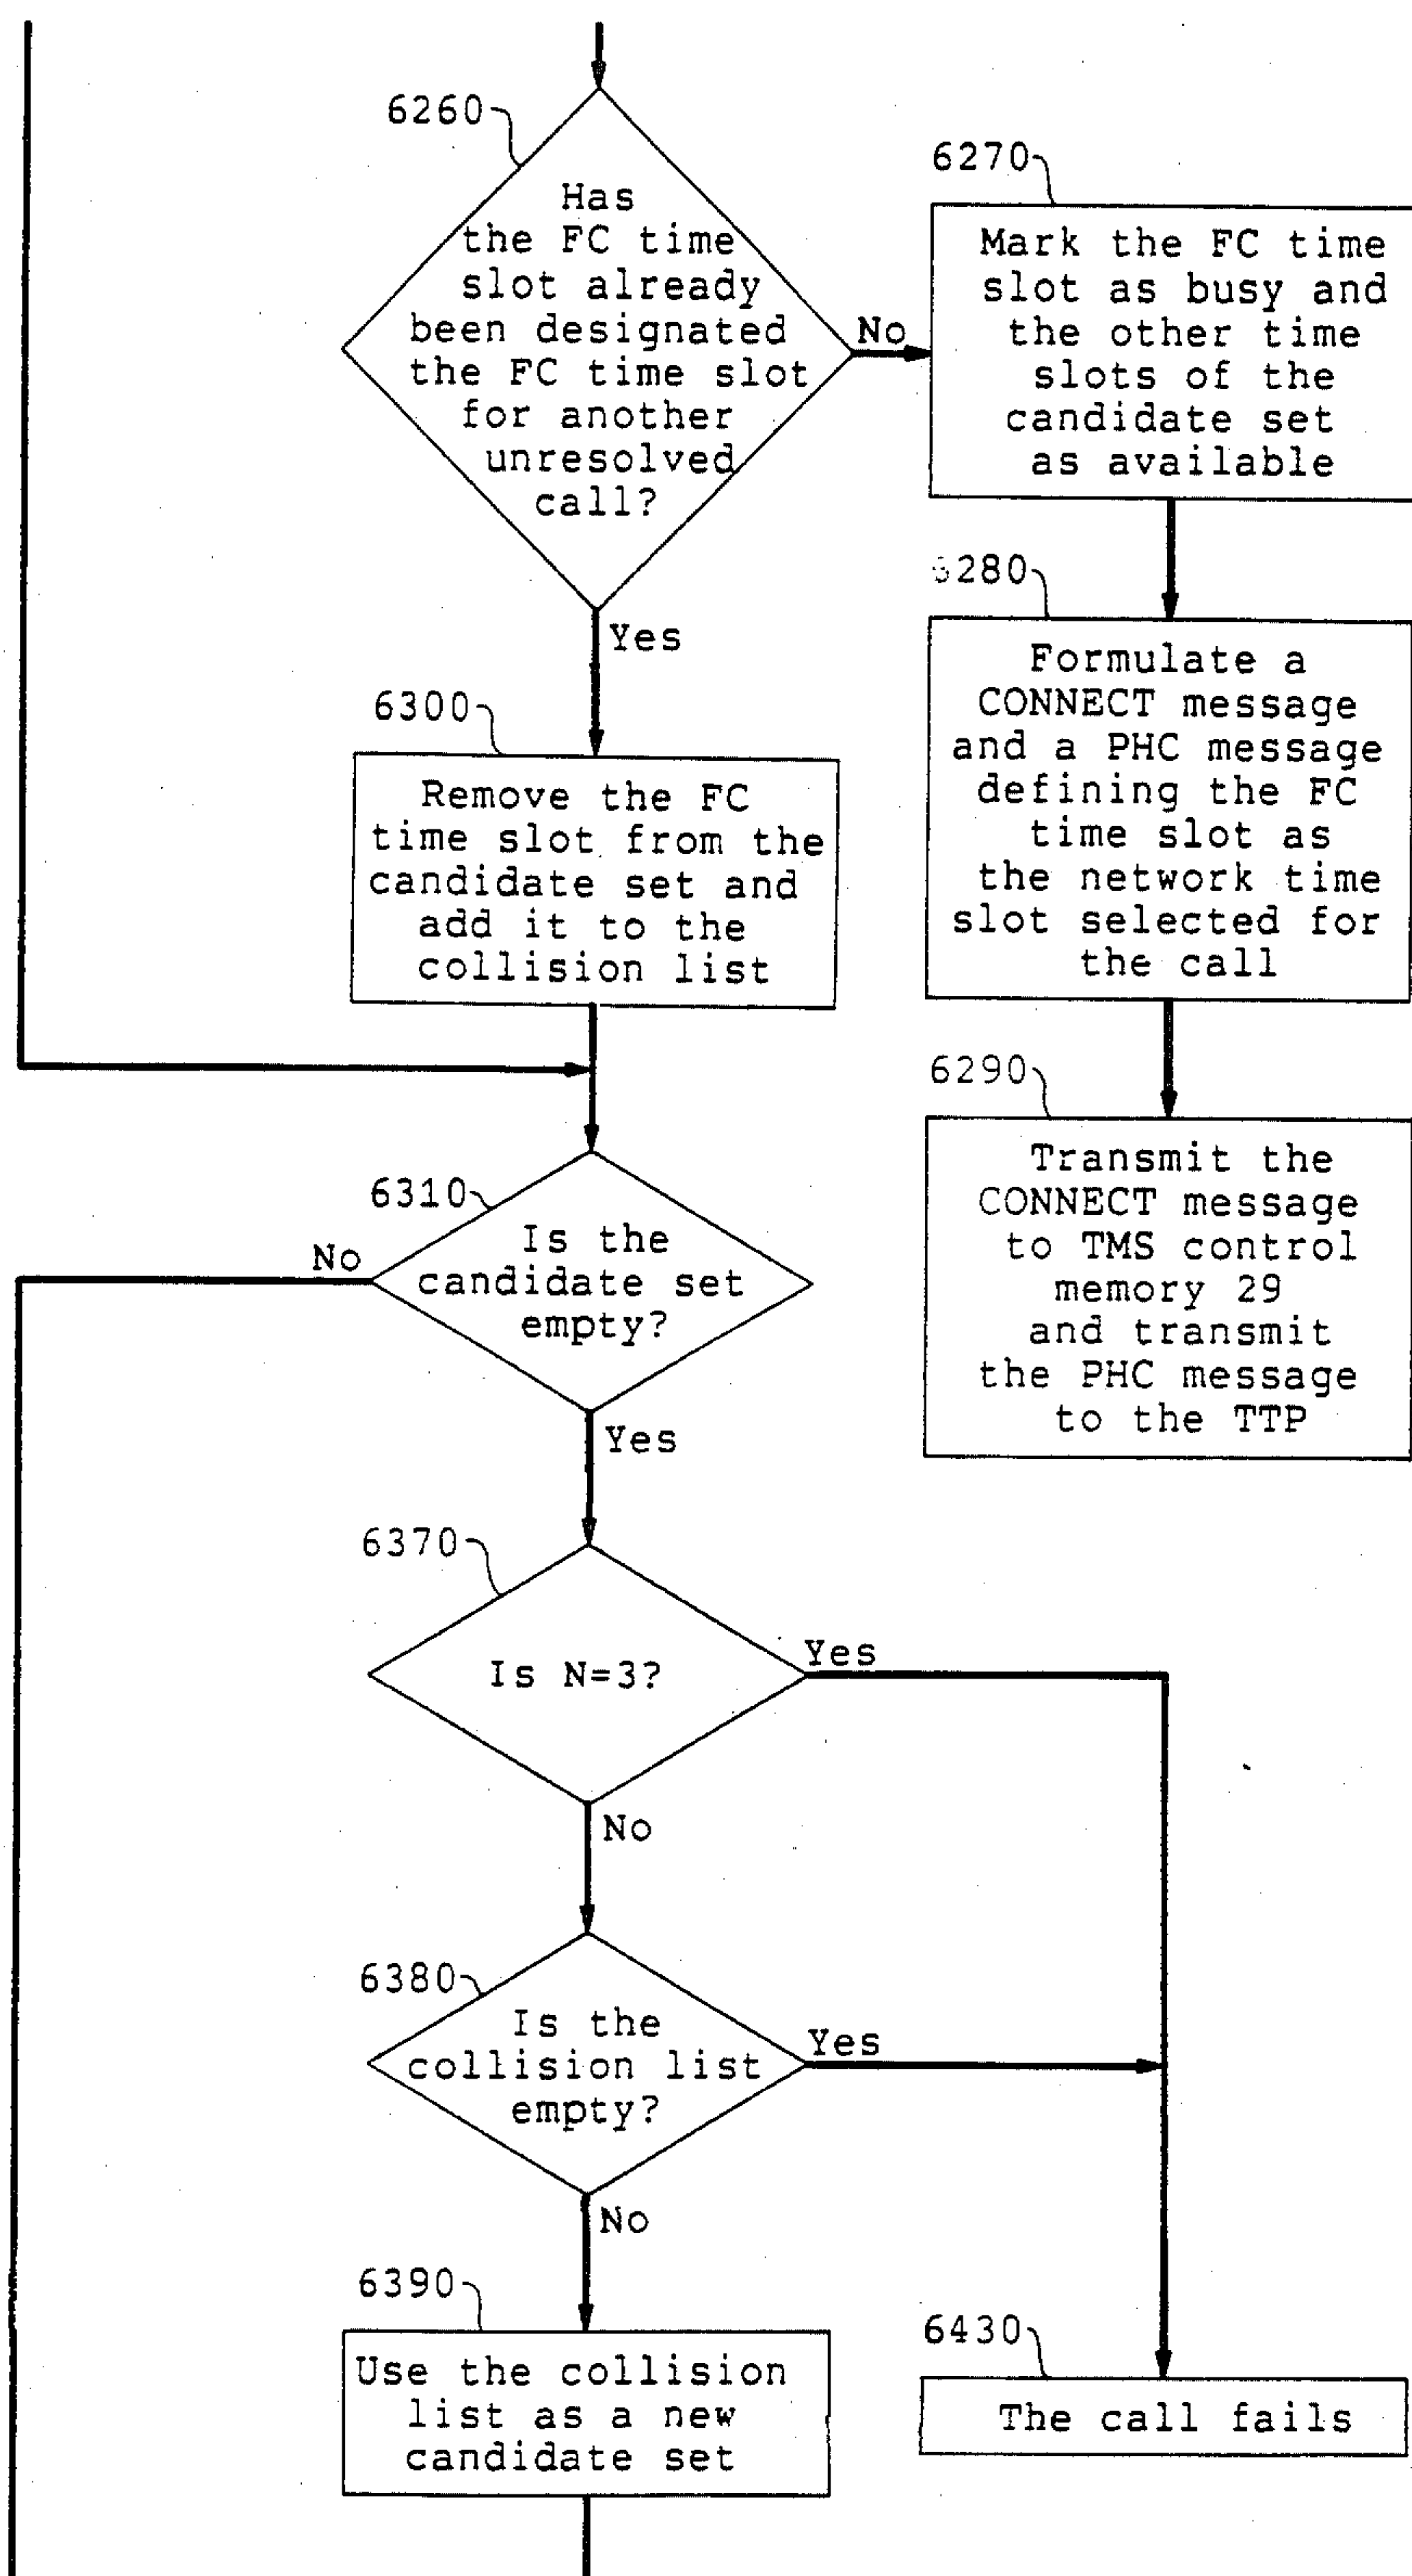 6260
Has
the FC time
slot already
been designated
the FC time slot
for another
unresolved
call?
No
Yes
6270
Mark the FC time
slot as busy and
the other time
slots of the
candidate set
as available
6280
Formulate a
CONNECT message
and a PHC message
defining the FC
time slot as
the network time
slot selected for
the call
6300
Remove the FC
time slot from the
candidate set and
add it to the
collision list
6290
Transmit the
CONNECT message
to TMS control
memory 29
and transmit
the PHC message
to the TTP
6310
Is the
candidate set
empty?
No
Yes
6370
Is N=3?
Yes
No
6380
Is the
collision list
empty?
Yes
No
6390
Use the collision
list as a new
candidate set
6430
The call fails